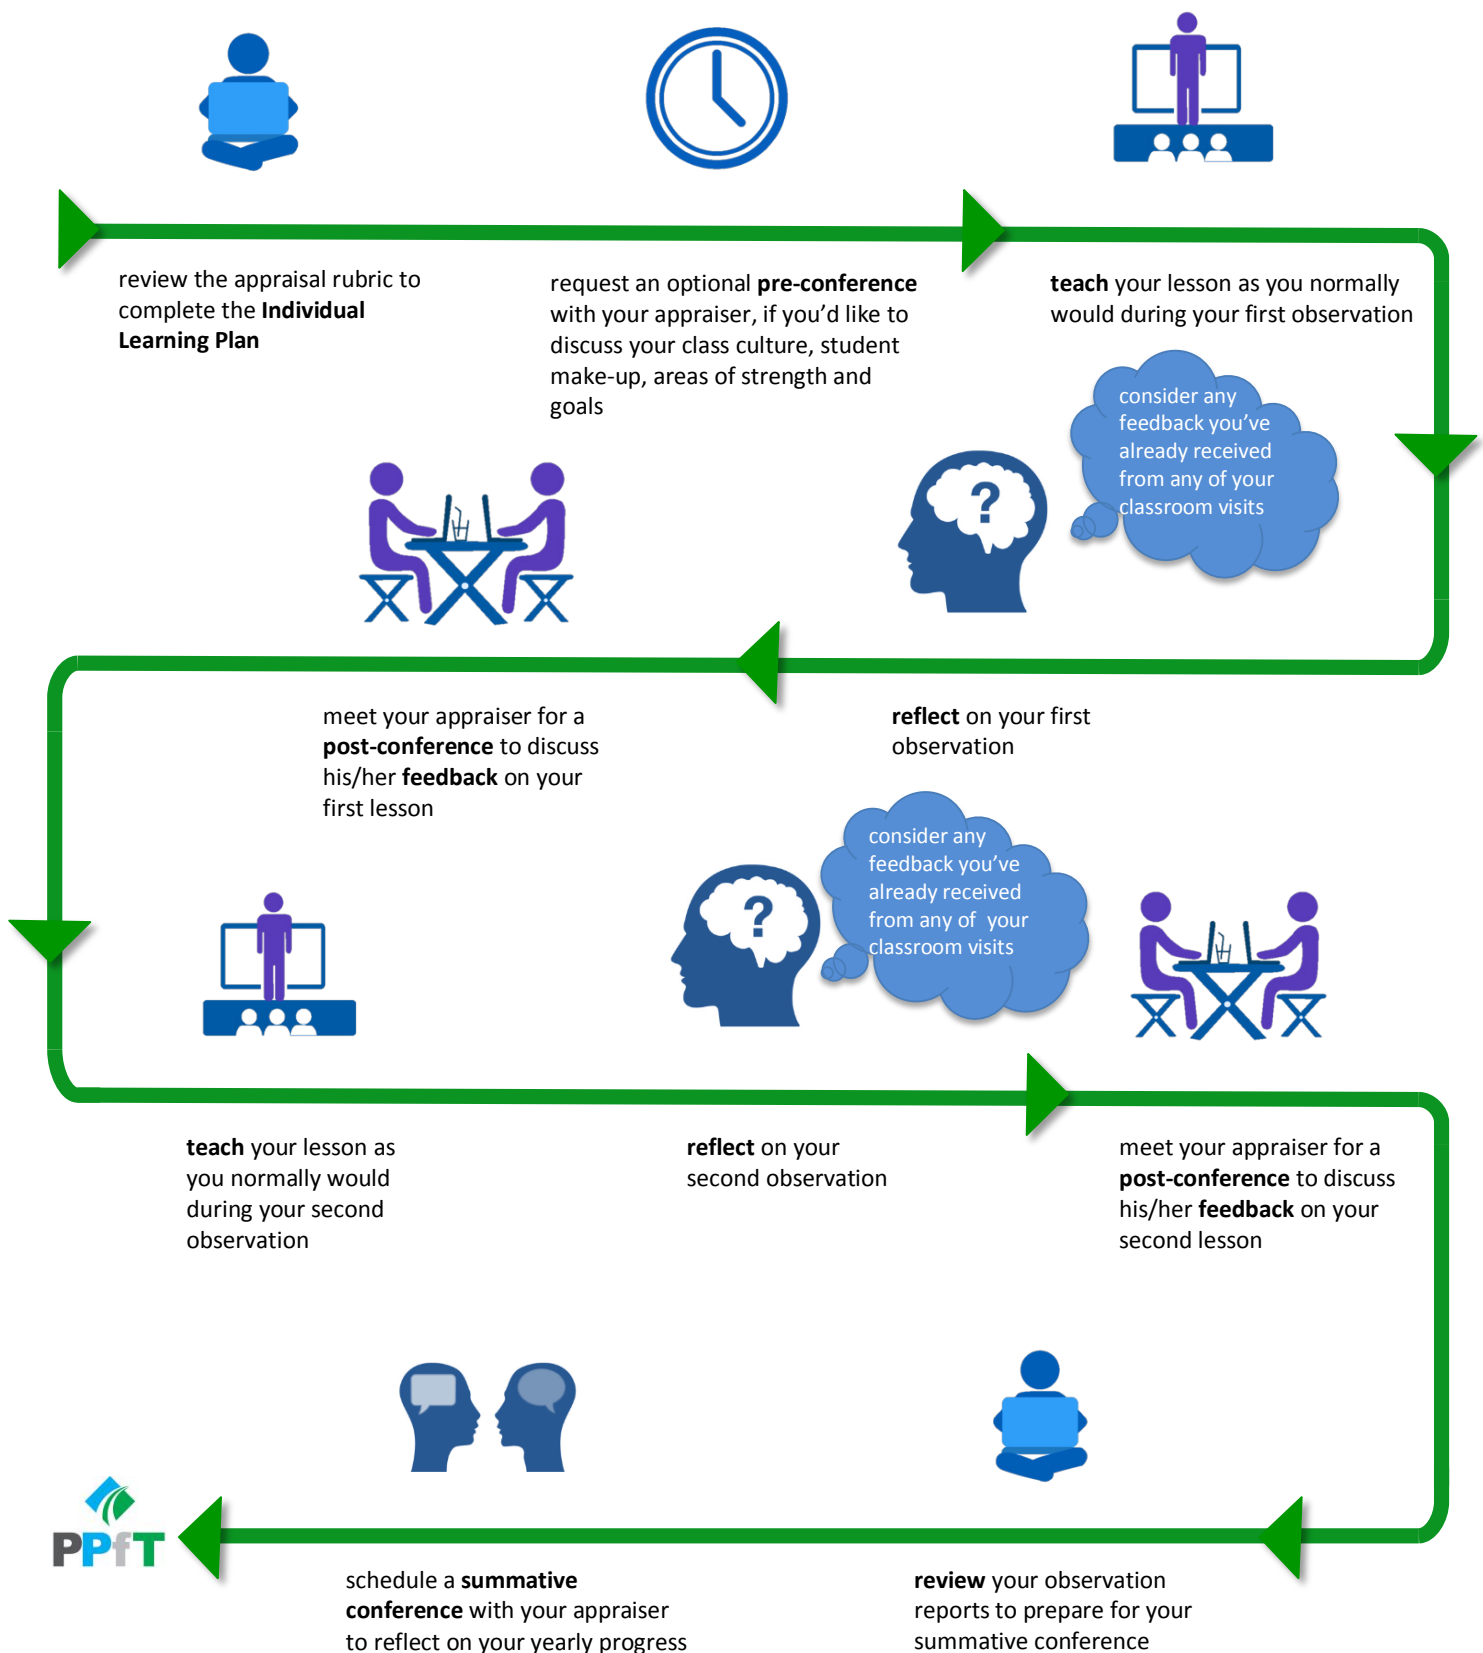 review the appraisal rubric to
complete the Individual
Learning Plan
request an optional pre-conference
with your appraiser, if you’d like to
discuss your class culture, student
make-up, areas of strength and
goals
teach your lesson as you normally
would during your first observation
consider any
feedback you’ve
already received
from any of your
classroom visits
?
reflect on your first
observation
meet your appraiser for a
post-conference to discuss
his/her feedback on your
first lesson
teach your lesson as
you normally would
during your second
observation
?
consider any
feedback you’ve
already received
from any of your
classroom visits
reflect on your
second observation
meet your appraiser for a
post-conference to discuss
his/her feedback on your
second lesson
review your observation
reports to prepare for your
summative conference
schedule a summative
conference with your appraiser
to reflect on your yearly progress
PPfT